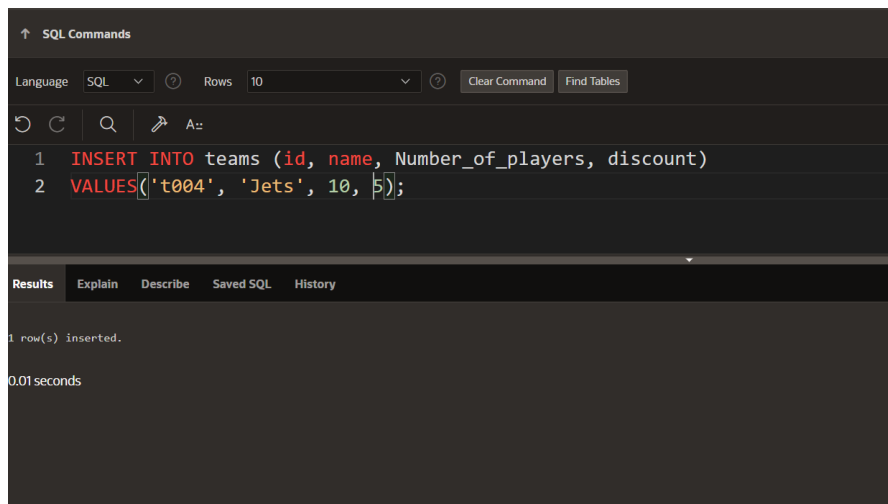 ↑ SQL Commands
Language SQL ? Rows 10 ? Clear Command Find Tables
A::
1 INSERT INTO teams (id, name, Number_of_players, discount)
2 VALUES('t004', 'Jets', 10, 5);
Results Explain Describe Saved SQL History
1 row(s) inserted.
0.01 seconds